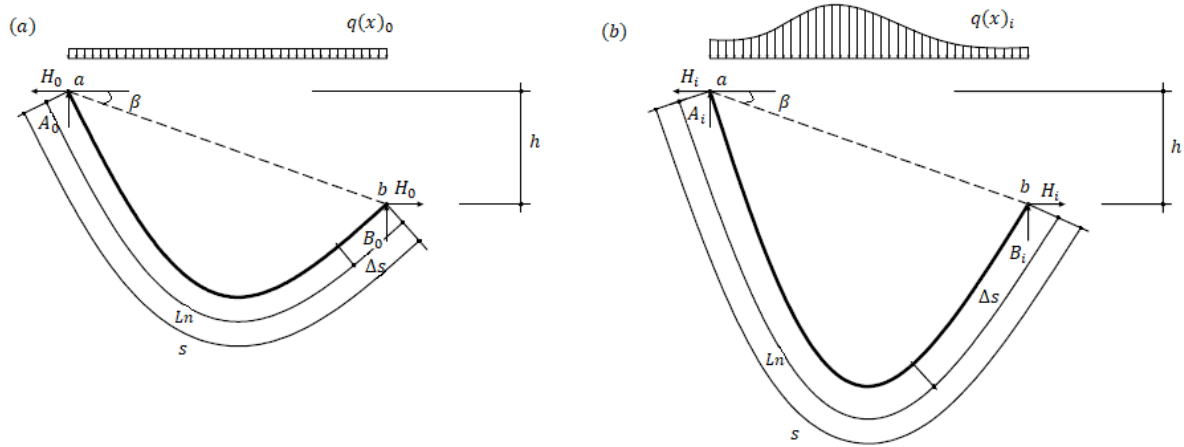 (a)
q(x)₀
H₀
a
β
A₀
h
b
H₀
B₀
Δs
Ln
s
(b)
q(x)ᵢ
Hᵢ
a
β
Aᵢ
h
b
Hᵢ
Bᵢ
Δs
Ln
s